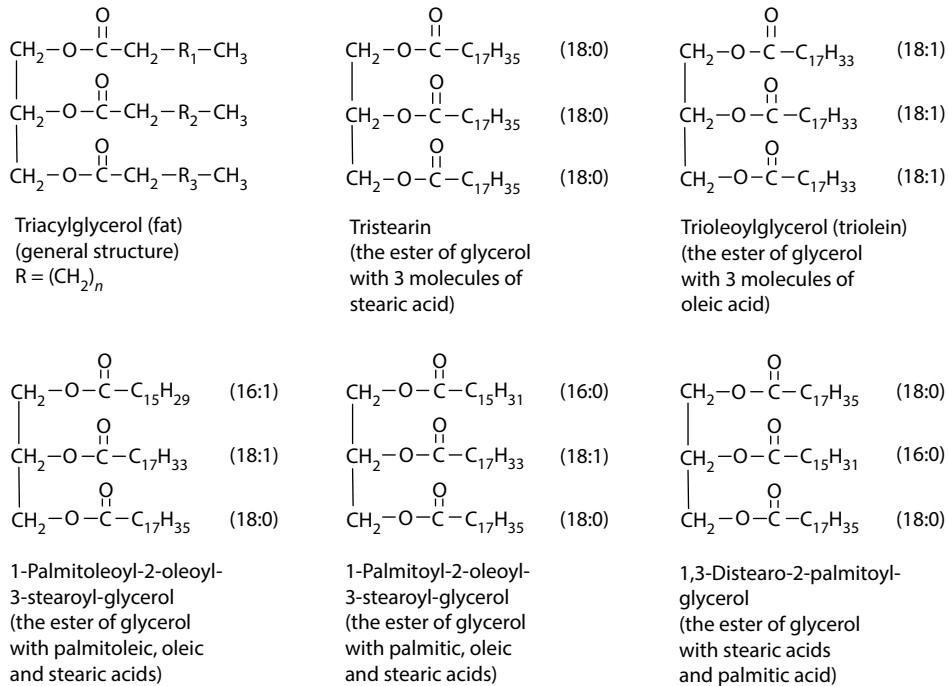 O
CH₂–O–C–CH₂–R₁–CH₃
O
CH₂–O–C–CH₂–R₂–CH₃
O
CH₂–O–C–CH₂–R₃–CH₃
Triacylglycerol (fat)
(general structure)
R = (CH₂)ₙ
O
CH₂–O–C–C₁₇H₃₅ (18:0)
O
CH₂–O–C–C₁₇H₃₅ (18:0)
O
CH₂–O–C–C₁₇H₃₅ (18:0)
Tristearin
(the ester of glycerol
with 3 molecules of
stearic acid)
O
CH₂–O–C–C₁₇H₃₃ (18:1)
O
CH₂–O–C–C₁₇H₃₃ (18:1)
O
CH₂–O–C–C₁₇H₃₃ (18:1)
Trioleoylglycerol (triolein)
(the ester of glycerol
with 3 molecules of
oleic acid)
O
CH₂–O–C–C₁₅H₂₉ (16:1)
O
CH₂–O–C–C₁₇H₃₃ (18:1)
O
CH₂–O–C–C₁₇H₃₅ (18:0)
1-Palmitoleoyl-2-oleoyl-
3-stearoyl-glycerol
(the ester of glycerol
with palmitoleic, oleic
and stearic acids)
O
CH₂–O–C–C₁₅H₃₁ (16:0)
O
CH₂–O–C–C₁₇H₃₃ (18:1)
O
CH₂–O–C–C₁₇H₃₅ (18:0)
1-Palmitoyl-2-oleoyl-
3-stearoyl-glycerol
(the ester of glycerol
with palmitic, oleic
and stearic acids)
O
CH₂–O–C–C₁₇H₃₅ (18:0)
O
CH₂–O–C–C₁₅H₃₁ (16:0)
O
CH₂–O–C–C₁₇H₃₅ (18:0)
1,3-Distearo-2-palmitoyl-
glycerol
(the ester of glycerol
with stearic acids
and palmitic acid)